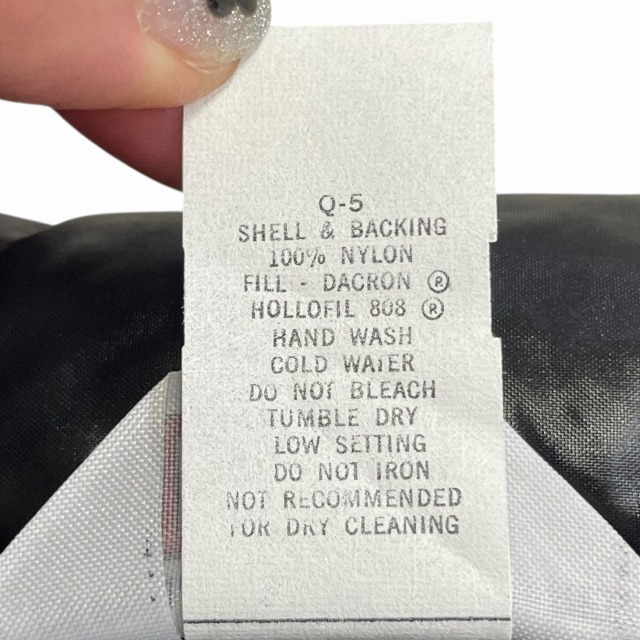 Q-5
SHELL & BACKING
100% NYLON
FILL - DACRON ®
HOLLOFIL 808 ®
HAND WASH
COLD WATER
DO NOT BLEACH
TUMBLE DRY
LOW SETTING
DO NOT IRON
NOT RECOMMENDED
FOR DRY CLEANING